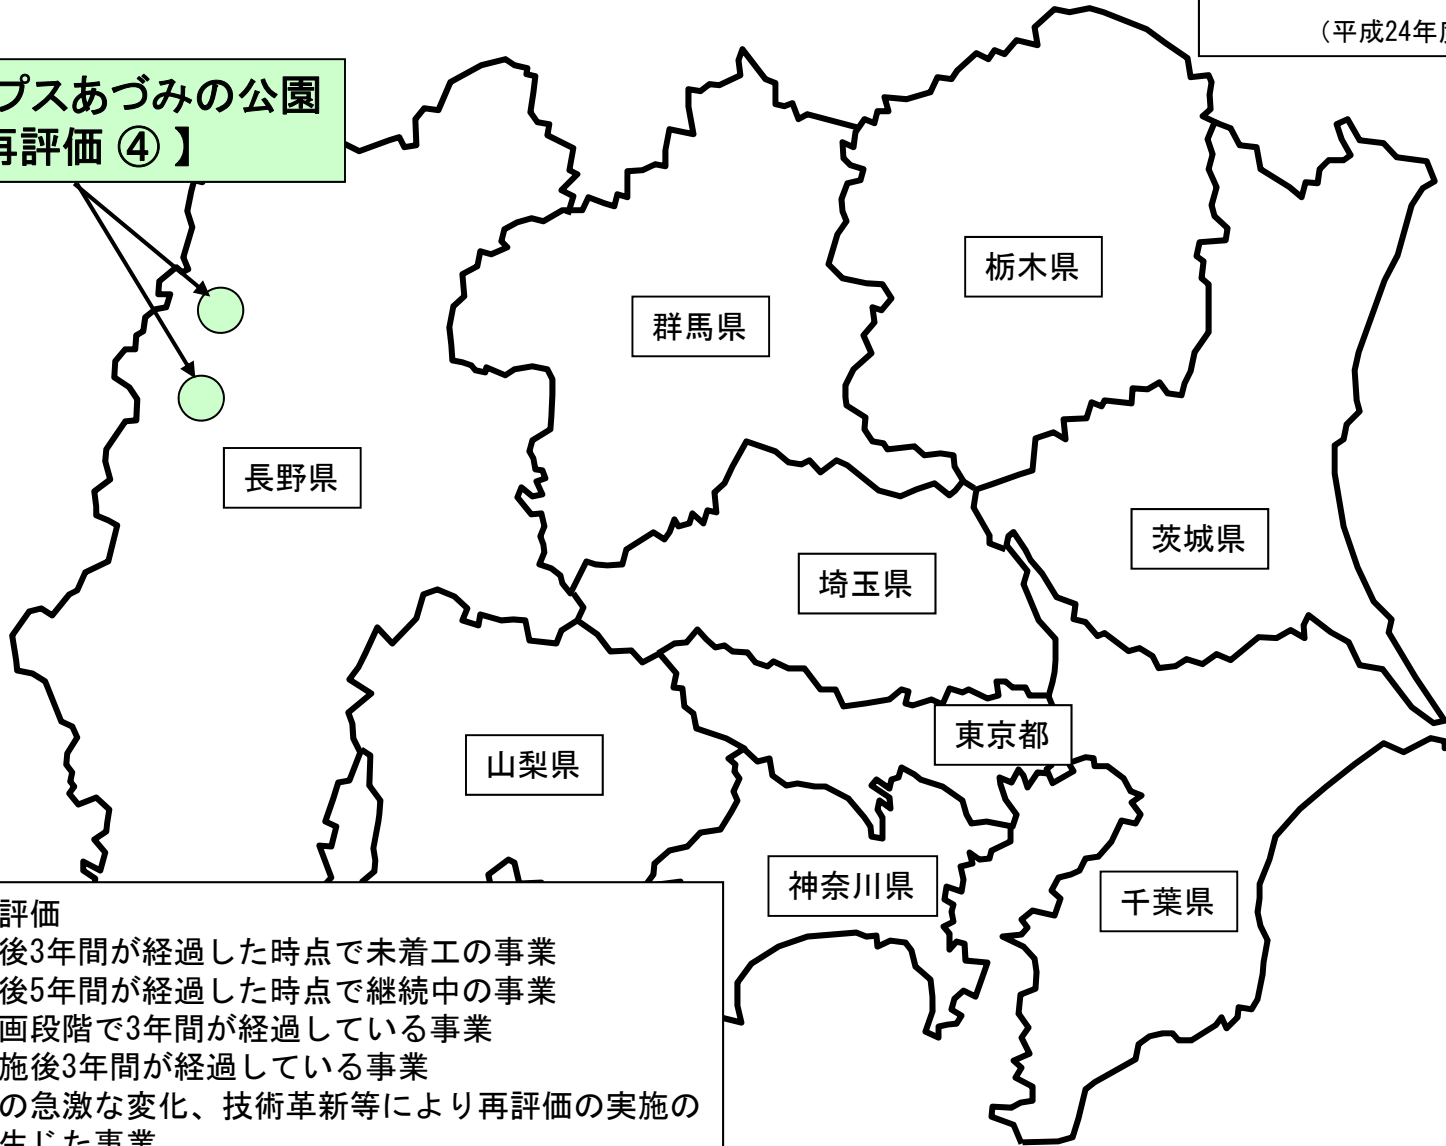 （平成24年度
プスあづみの公園
再評価 ④ 】
栃木県
群馬県
長野県
茨城県
埼玉県
東京都
山梨県
神奈川県
千葉県
評価
後3年間が経過した時点で未着工の事業
後5年間が経過した時点で継続中の事業
画段階で3年間が経過している事業
施後3年間が経過している事業
の急激な変化、技術革新等により再評価の実施の
生じた事業